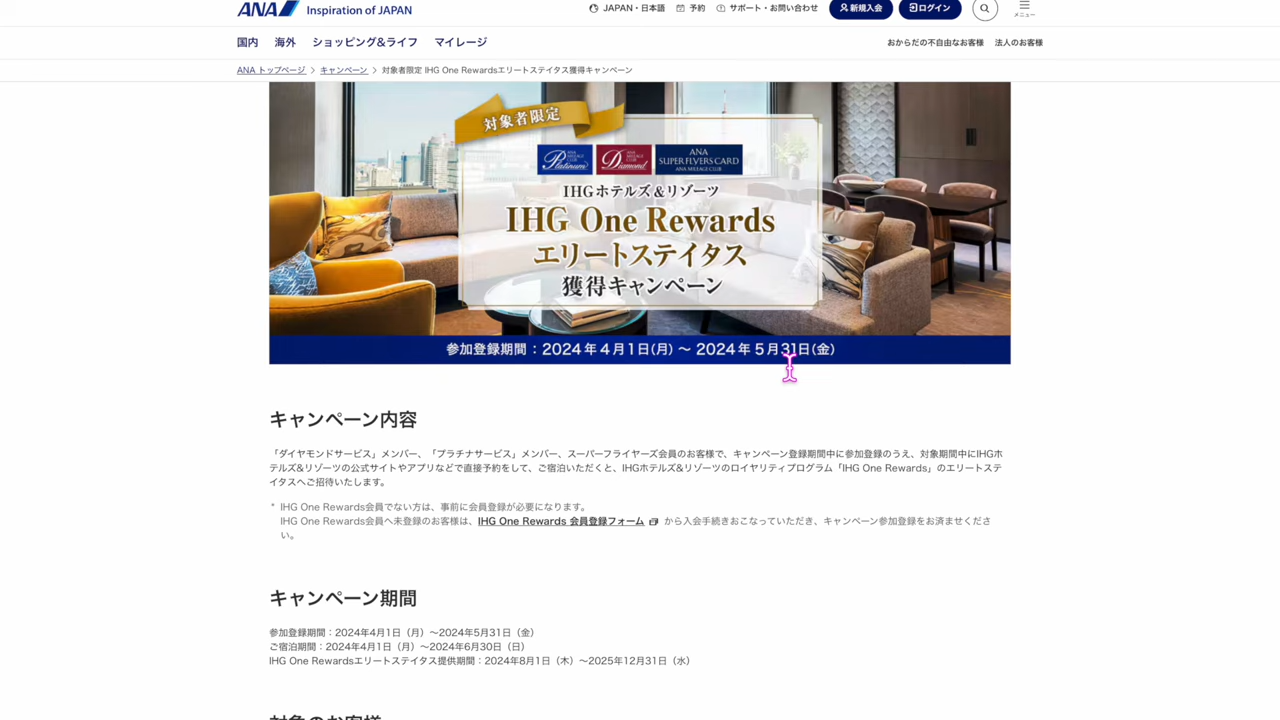 ANA Inspiration of JAPAN
JAPAN・日本語 予約 サポート・お問い合わせ 新規入会 ログイン メニュー
国内 海外 ショッピング&ライフ マイレージ
おからだの不自由なお客様 法人のお客様
ANA トップページ > キャンペーン > 対象者限定 IHG One Rewardsエリートステイタス獲得キャンペーン
対象者限定
ANA MILEAGE CLUB Platinum
ANA MILEAGE CLUB Diamond
ANA SUPER FLYERS CARD ANA MILEAGE CLUB
IHGホテルズ&リゾーツ
IHG One Rewards
エリートステイタス
獲得キャンペーン
参加登録期間：2024年4月1日(月) 〜 2024年5月31日(金)
キャンペーン内容
「ダイヤモンドサービス」メンバー、「プラチナサービス」メンバー、スーパーフライヤーズ会員のお客様で、キャンペーン登録期間中に参加登録のうえ、対象期間中にIHGホ
テルズ&リゾーツの公式サイトやアプリなどで直接予約をして、ご宿泊いただくと、IHGホテルズ&リゾーツのロイヤリティプログラム「IHG One Rewards」のエリートステ
イタスへご招待いたします。
* IHG One Rewards会員でない方は、事前に会員登録が必要になります。
IHG One Rewards会員へ未登録のお客様は、IHG One Rewards 会員登録フォーム から入会手続きおこなっていただき、キャンペーン参加登録をお済ませくださ
い。
キャンペーン期間
参加登録期間：2024年4月1日（月）〜2024年5月31日（金）
ご宿泊期間：2024年4月1日（月）〜2024年6月30日（日）
IHG One Rewardsエリートステイタス提供期間：2024年8月1日（木）〜2025年12月31日（水）
対象のお客様